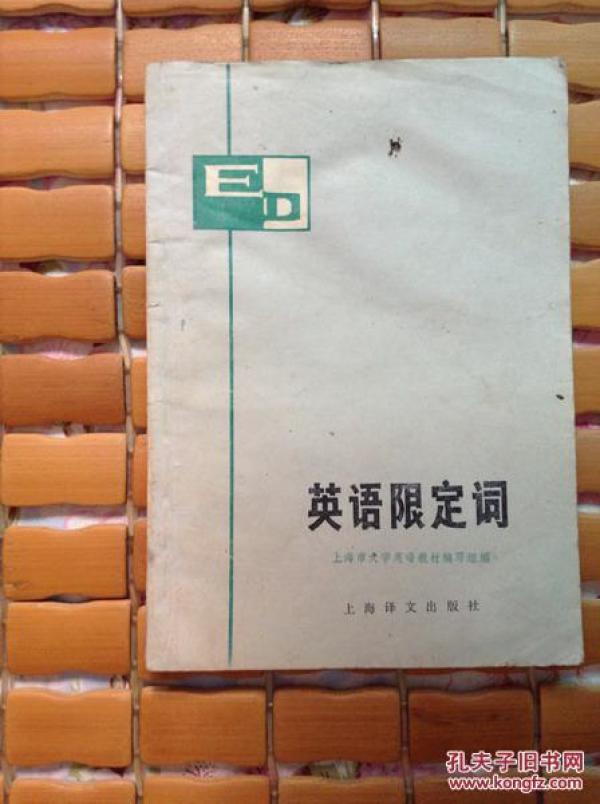 ED
英语限定词
上海市大学英语教材编写组编
上海译文出版社
孔夫子旧书网
www.kongfz.com